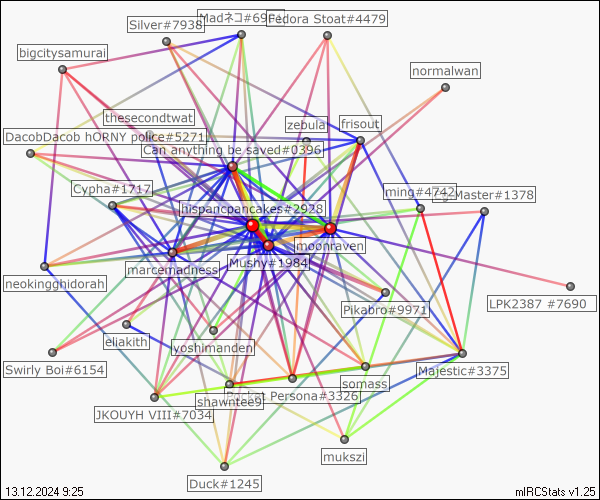 Silver#7938
Madネコ#69
Fedora Stoat#4479
bigcitysamurai
normalwan
thesecondtwat
zebula
frisout
DacobDacob hORNY police#5271
Can anything be saved#0396
Cypha#1717
ming#4742
Master#1378
hispanicpancakes#2928
moonraven
Mushy#1984
marcemadness
neokingghidorah
Pikabro#9971
LPK2387 #7690
eliakith
yoshimanden
Swirly Boi#6154
Majestic#3375
somass
shawntee9
Persona#3326
JKOUYH VIII#7034
mukszi
Duck#1245
13.12.2024 9:25
mIRCStats v1.25